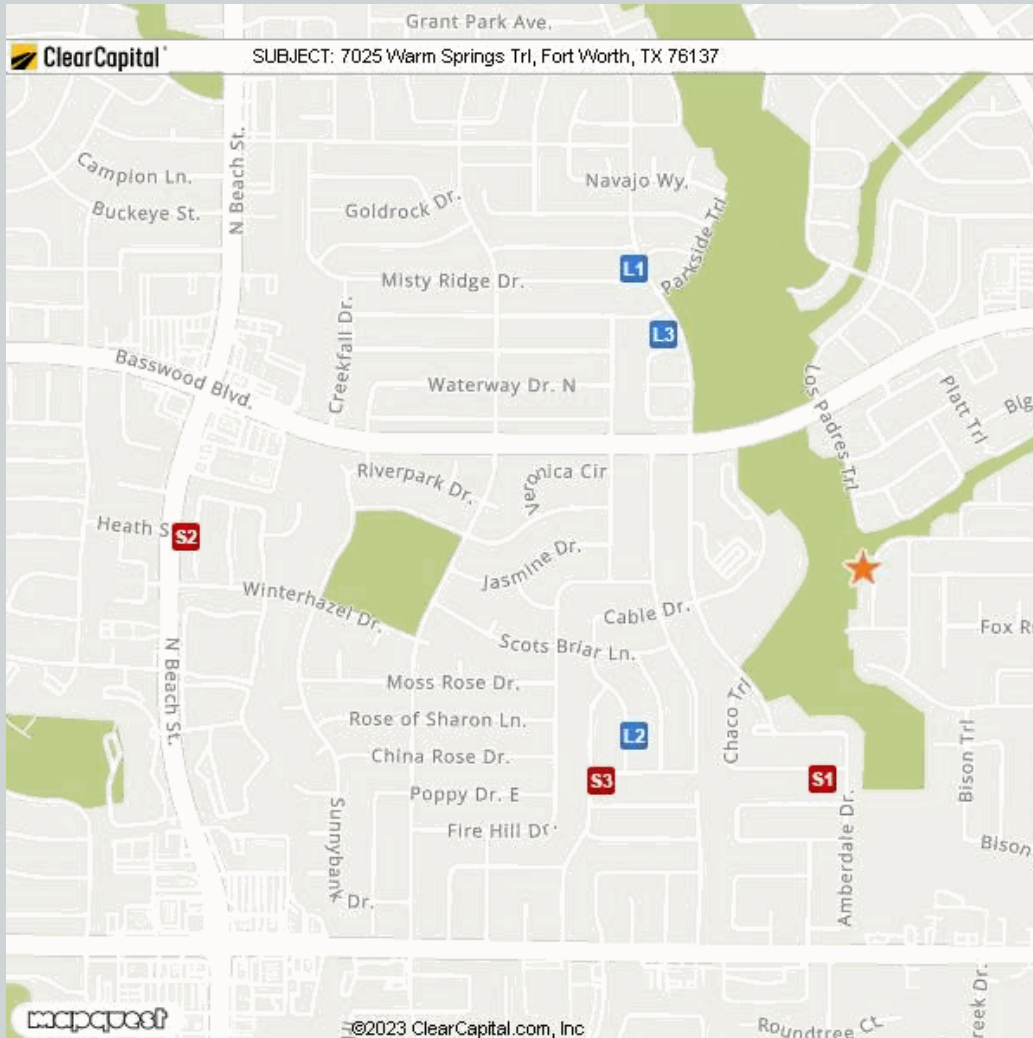 Grant Park Ave.
ClearCapital
SUBJECT: 7025 Warm Springs Trl, Fort Worth, TX 76137
N Beach St.
Campion Ln.
Navajo Wy.
Buckeye St.
Goldrock Dr.
Parkside Trl
L1
Misty Ridge Dr.
Creekfall Dr.
L3
Basswood Blvd.
Waterway Dr. N
Los Padres Trl
Platt Trl
Big
Riverpark Dr.
Veronica Cir
Heath S
S2
Jasmine Dr.
Winterhazel Dr.
Cable Dr.
Fox R
Scots Briar Ln.
N Beach St.
Moss Rose Dr.
Chaco Trl
Rose of Sharon Ln.
L2
Bison Trl
China Rose Dr.
S3
S1
Poppy Dr. E
Sunnybank Dr.
Fire Hill Dr.
Amberdale Dr.
Bison
reek Dr.
mapquest
©2023 ClearCapital.com, Inc
Roundtree Ct